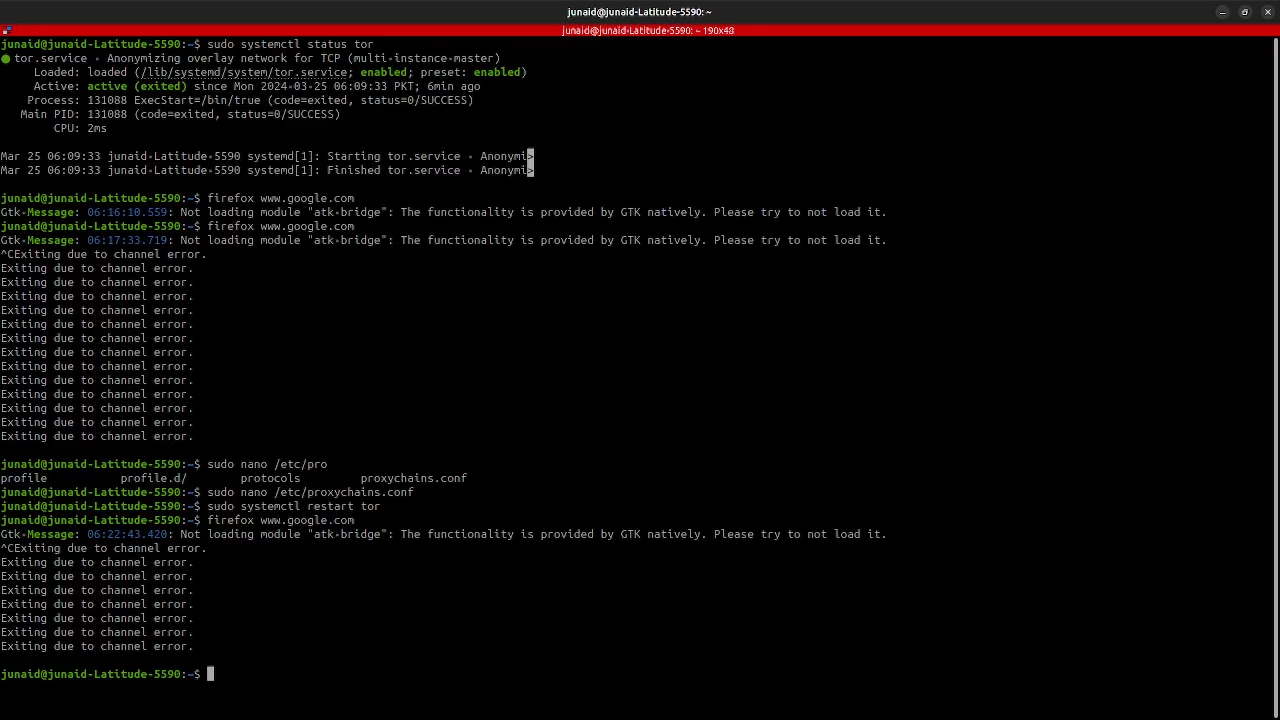 junaid@junaid-Latitude-5590: ~
junaid@junaid-Latitude-5590: ~ 190x48
junaid@junaid-Latitude-5590:~$ sudo systemctl status tor
● tor.service - Anonymizing overlay network for TCP (multi-instance-master)
     Loaded: loaded (/lib/systemd/system/tor.service; enabled; preset: enabled)
     Active: active (exited) since Mon 2024-03-25 06:09:33 PKT; 6min ago
    Process: 131088 ExecStart=/bin/true (code=exited, status=0/SUCCESS)
   Main PID: 131088 (code=exited, status=0/SUCCESS)
        CPU: 2ms
Mar 25 06:09:33 junaid-Latitude-5590 systemd[1]: Starting tor.service - Anonymi>
Mar 25 06:09:33 junaid-Latitude-5590 systemd[1]: Finished tor.service - Anonymi>
junaid@junaid-Latitude-5590:~$ firefox www.google.com
Gtk-Message: 06:16:10.559: Not loading module "atk-bridge": The functionality is provided by GTK natively. Please try to not load it.
junaid@junaid-Latitude-5590:~$ firefox www.google.com
Gtk-Message: 06:17:33.719: Not loading module "atk-bridge": The functionality is provided by GTK natively. Please try to not load it.
^CExiting due to channel error.
Exiting due to channel error.
Exiting due to channel error.
Exiting due to channel error.
Exiting due to channel error.
Exiting due to channel error.
Exiting due to channel error.
Exiting due to channel error.
Exiting due to channel error.
Exiting due to channel error.
Exiting due to channel error.
Exiting due to channel error.
Exiting due to channel error.
Exiting due to channel error.
junaid@junaid-Latitude-5590:~$ sudo nano /etc/pro
profile           profile.d/        protocols         proxychains.conf
junaid@junaid-Latitude-5590:~$ sudo nano /etc/proxychains.conf
junaid@junaid-Latitude-5590:~$ sudo systemctl restart tor
junaid@junaid-Latitude-5590:~$ firefox www.google.com
Gtk-Message: 06:22:43.420: Not loading module "atk-bridge": The functionality is provided by GTK natively. Please try to not load it.
^CExiting due to channel error.
Exiting due to channel error.
Exiting due to channel error.
Exiting due to channel error.
Exiting due to channel error.
Exiting due to channel error.
Exiting due to channel error.
Exiting due to channel error.
junaid@junaid-Latitude-5590:~$